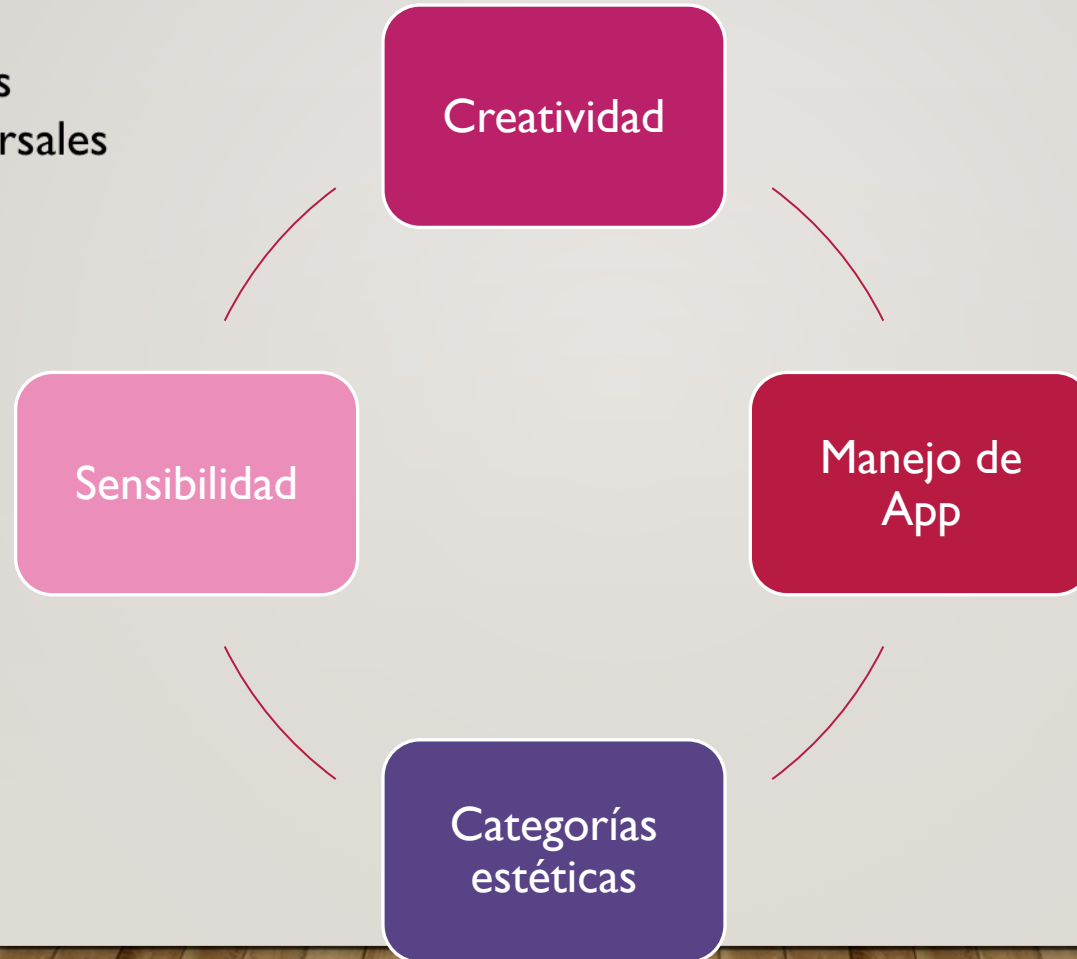 Creatividad
Sensibilidad
Manejo de
App
Categorías
estéticas